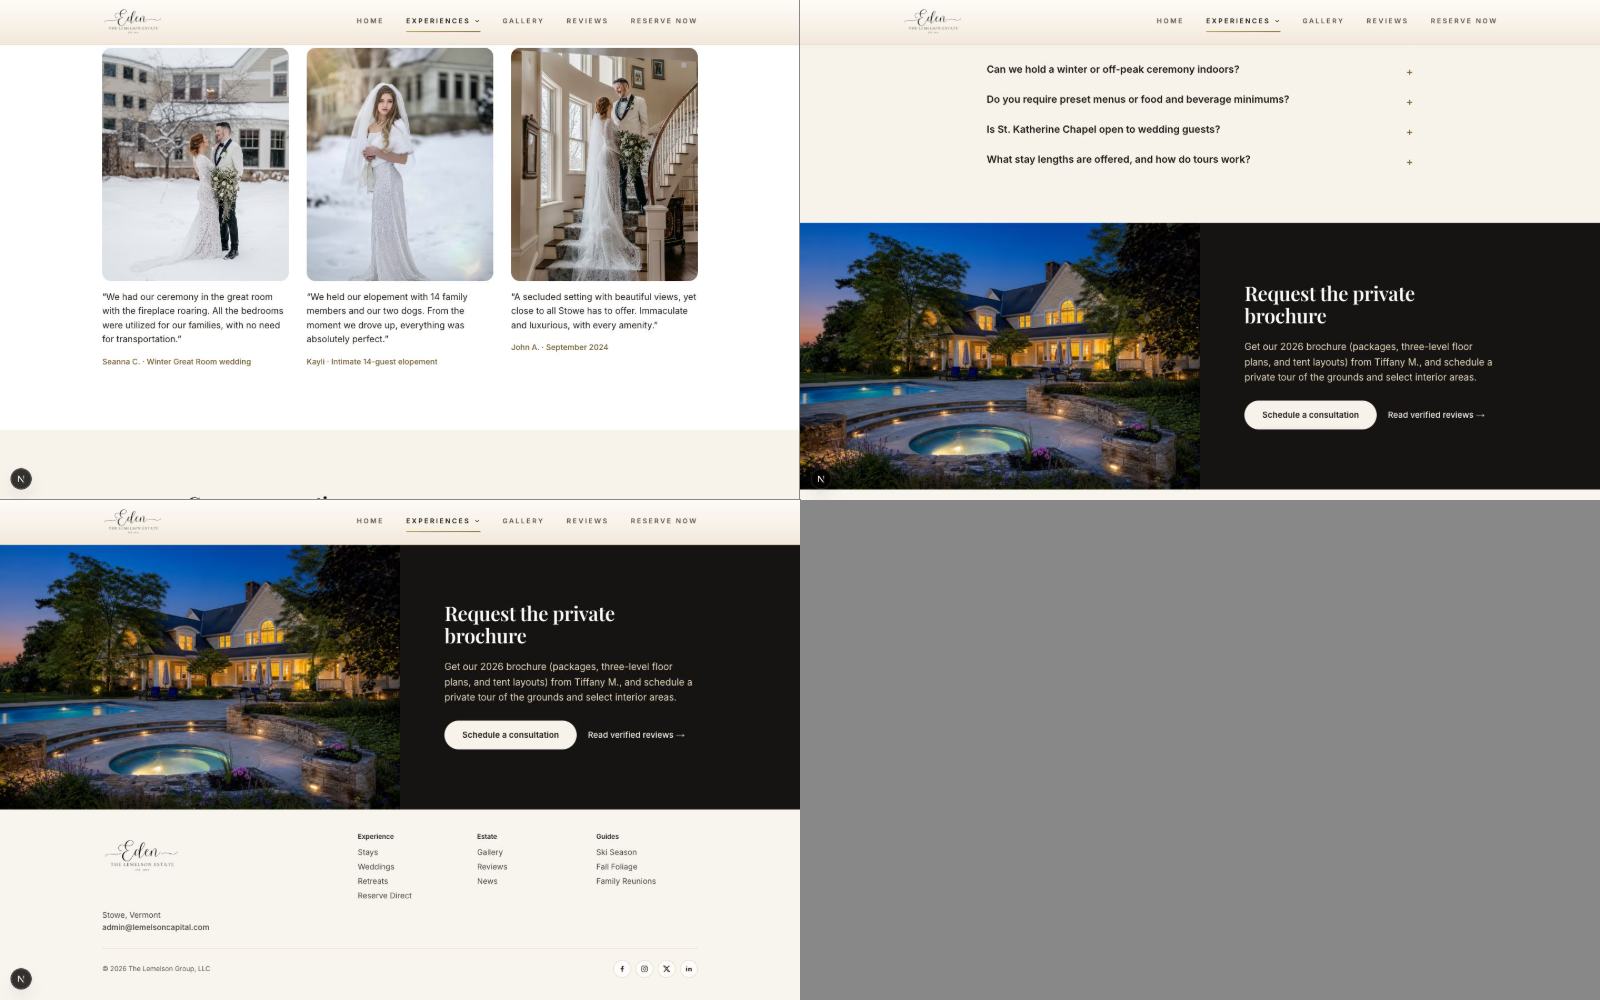 Eden
THE LEMELSON ESTATE
HOME EXPERIENCES GALLERY REVIEWS RESERVE NOW
“We had our ceremony in the great room
with the fireplace roaring. All the bedrooms
were utilized for our families, with no need
for transportation.”
Seanna C. · Winter Great Room wedding
“We held our elopement with 14 family
members and our two dogs. From the
moment we drove up, everything was
absolutely perfect.”
Kayli · Intimate 14-guest elopement
“A secluded setting with beautiful views, yet
close to all Stowe has to offer. Immaculate
and luxurious, with every amenity.”
John A. · September 2024
N
Eden
THE LEMELSON ESTATE
HOME EXPERIENCES GALLERY REVIEWS RESERVE NOW
Can we hold a winter or off-peak ceremony indoors? +
Do you require preset menus or food and beverage minimums? +
Is St. Katherine Chapel open to wedding guests? +
What stay lengths are offered, and how do tours work? +
Request the private
brochure
Get our 2026 brochure (packages, three-level floor
plans, and tent layouts) from Tiffany M., and schedule a
private tour of the grounds and select interior areas.
Schedule a consultation Read verified reviews →
N
Eden
THE LEMELSON ESTATE
HOME EXPERIENCES GALLERY REVIEWS RESERVE NOW
Request the private
brochure
Get our 2026 brochure (packages, three-level floor
plans, and tent layouts) from Tiffany M., and schedule a
private tour of the grounds and select interior areas.
Schedule a consultation Read verified reviews →
Eden
THE LEMELSON ESTATE
Stowe, Vermont
admin@lemelsoncapital.com
Experience
Stays
Weddings
Retreats
Reserve Direct
Estate
Gallery
Reviews
News
Guides
Ski Season
Fall Foliage
Family Reunions
© 2026 The Lemelson Group, LLC
f X in
N